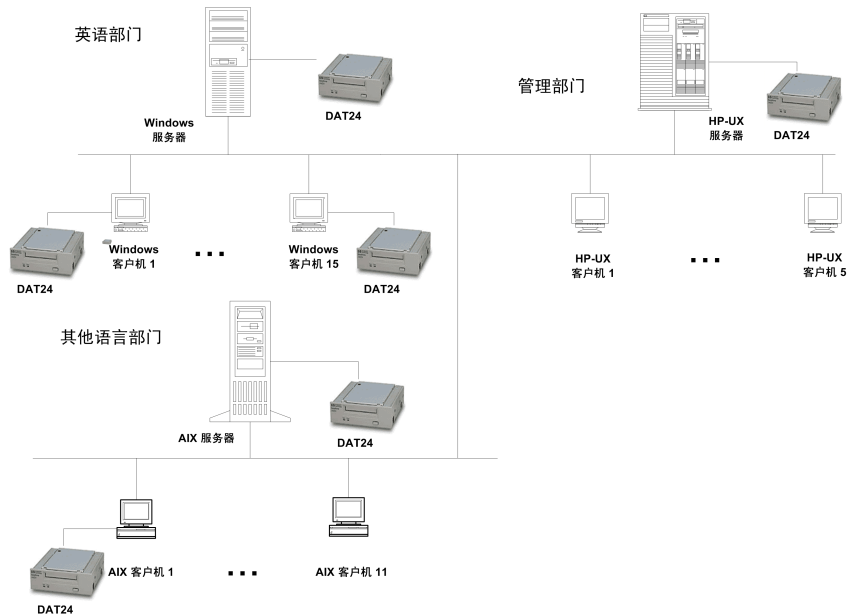 英语部门
管理部门
DAT24
Windows
服务器
HP-UX
服务器
DAT24
Windows
客户机 1
...
Windows
客户机 15
DAT24
DAT24
HP-UX
客户机 1
...
HP-UX
客户机 5
其他语言部门
AIX 服务器
DAT24
AIX 客户机 1
...
AIX 客户机 11
DAT24